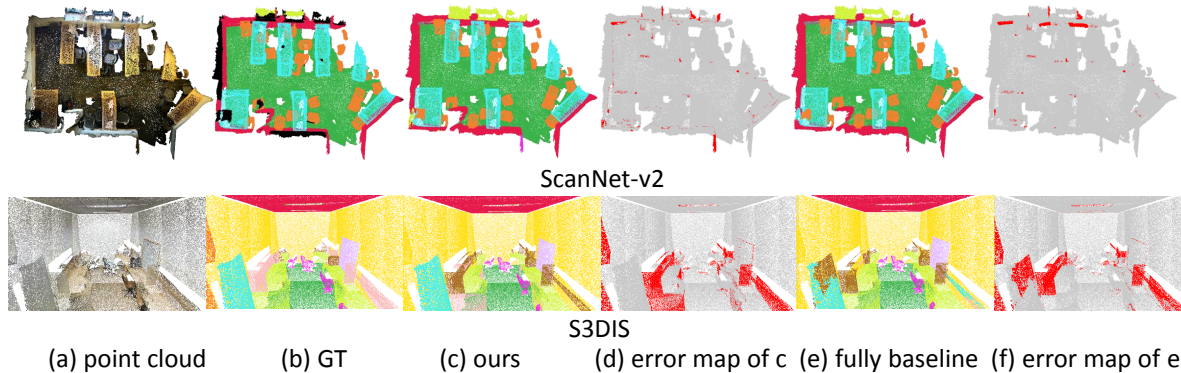 ScanNet-v2
S3DIS
(a) point cloud (b) GT (c) ours (d) error map of c (e) fully baseline (f) error map of e